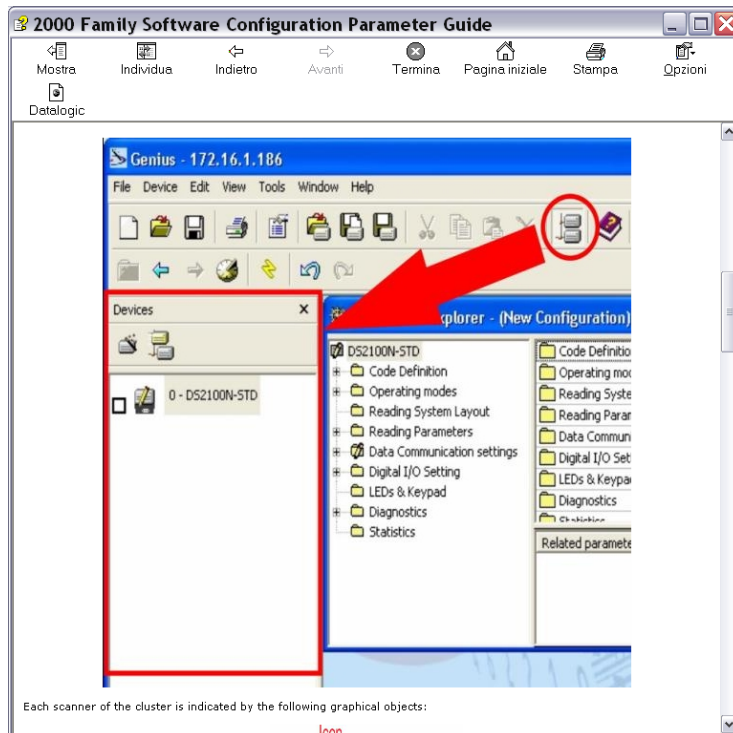 2000 Family Software Configuration Parameter Guide
Mostra Individua Indietro Avanti Termina Pagina iniziale Stampa Opzioni
Datalogic
Genius - 172.16.1.186
File Device Edit View Tools Window Help
Devices x
0 - DS2100N-STD
plorer - (New Configuration)
DS2100N-STD
Code Definition
Operating modes
Reading System Layout
Reading Parameters
Data Communication settings
Digital I/O Setting
LEDs & Keypad
Diagnostics
Statistics
Code Definitio
Operating mod
Reading Syste
Reading Parar
Data Communi
Digital I/O Set
LEDs & Keypa
Diagnostics
Related paramete
Each scanner of the cluster is indicated by the following graphical objects:
Icon